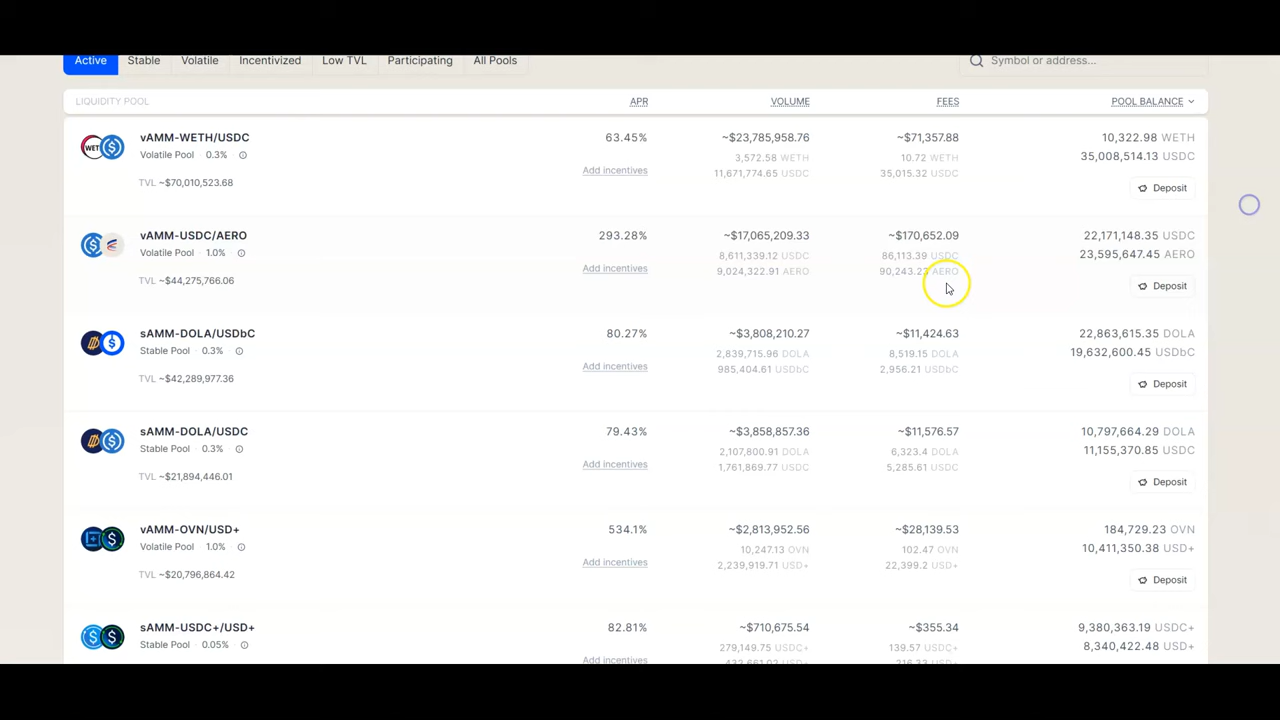 Active Stable Volatile Incentivized Low TVL Participating All Pools Symbol or address...
LIQUIDITY POOL APR VOLUME FEES POOL BALANCE
vAMM-WETH/USDC 63.45% ~$23,785,958.76 ~$71,357.88 10,322.98 WETH
Volatile Pool · 0.3% 3,572.58 WETH 10.72 WETH 35,008,514.13 USDC
Add incentives 11,671,774.65 USDC 35,015.32 USDC
TVL ~$70,010,523.68 Deposit
vAMM-USDC/AERO 293.28% ~$17,065,209.33 ~$170,652.09 22,171,148.35 USDC
Volatile Pool · 1.0% 8,611,339.12 USDC 86,113.39 USDC 23,595,647.45 AERO
Add incentives 9,024,322.91 AERO 90,243.23 AERO
TVL ~$44,275,766.06 Deposit
sAMM-DOLA/USDbC 80.27% ~$3,808,210.27 ~$11,424.63 22,863,615.35 DOLA
Stable Pool · 0.3% 2,839,715.96 DOLA 8,519.15 DOLA 19,632,600.45 USDbC
Add incentives 985,404.61 USDbC 2,956.21 USDbC
TVL ~$42,289,977.36 Deposit
sAMM-DOLA/USDC 79.43% ~$3,858,857.36 ~$11,576.57 10,797,664.29 DOLA
Stable Pool · 0.3% 2,107,800.91 DOLA 6,323.4 DOLA 11,155,370.85 USDC
Add incentives 1,761,869.77 USDC 5,285.61 USDC
TVL ~$21,894,446.01 Deposit
vAMM-OVN/USD+ 534.1% ~$2,813,952.56 ~$28,139.53 184,729.23 OVN
Volatile Pool · 1.0% 10,247.13 OVN 102.47 OVN 10,411,350.38 USD+
Add incentives 2,239,919.71 USD+ 22,399.2 USD+
TVL ~$20,796,864.42 Deposit
sAMM-USDC+/USD+ 82.81% ~$710,675.54 ~$355.34 9,380,363.19 USDC+
Stable Pool · 0.05% 279,149.75 USDC+ 139.57 USDC+ 8,340,422.48 USD+
Add incentives